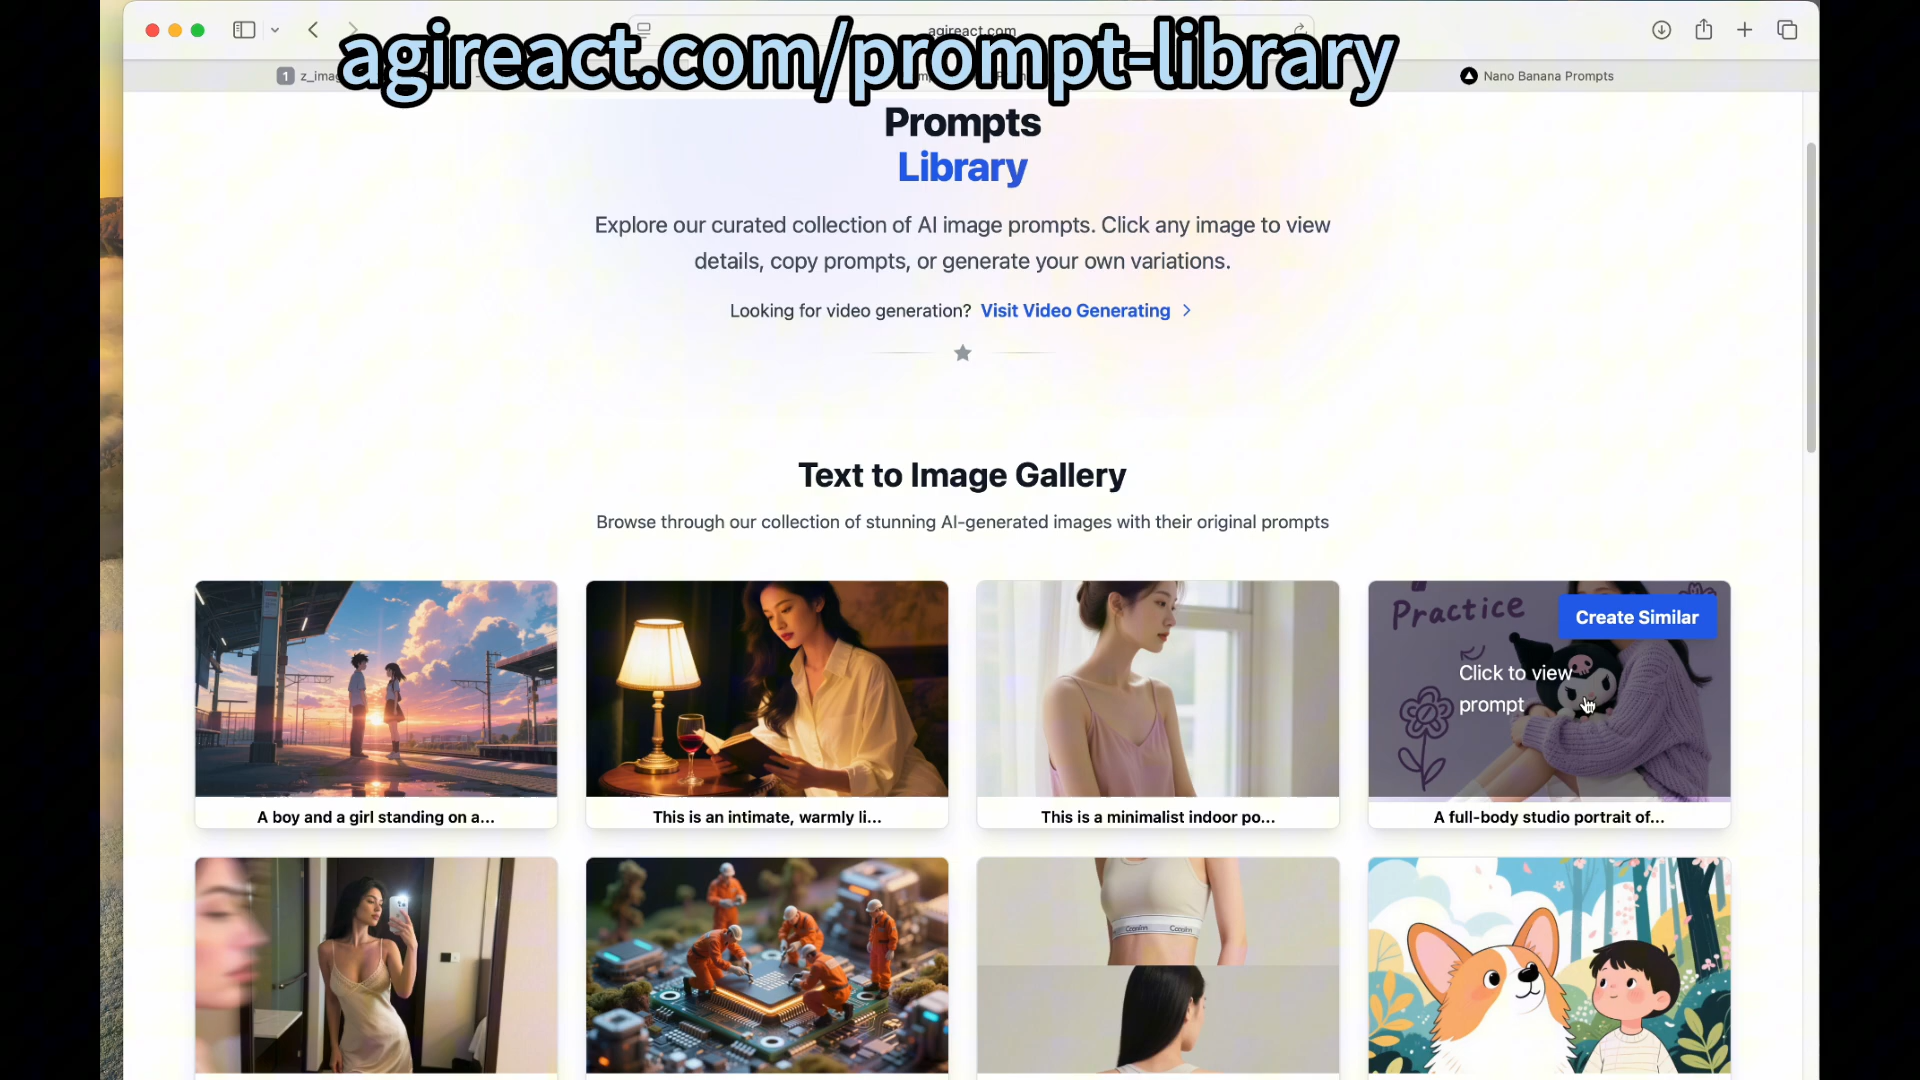 agireact.com/prompt-library
agireact.com
1 z_ima
Nano Banana Prompts
Prompts
Library
Explore our curated collection of AI image prompts. Click any image to view
details, copy prompts, or generate your own variations.
Looking for video generation? Visit Video Generating
Text to Image Gallery
Browse through our collection of stunning AI-generated images with their original prompts
Practice
Create Similar
Click to view
prompt
A boy and a girl standing on a...
This is an intimate, warmly li...
This is a minimalist indoor po...
A full-body studio portrait of...